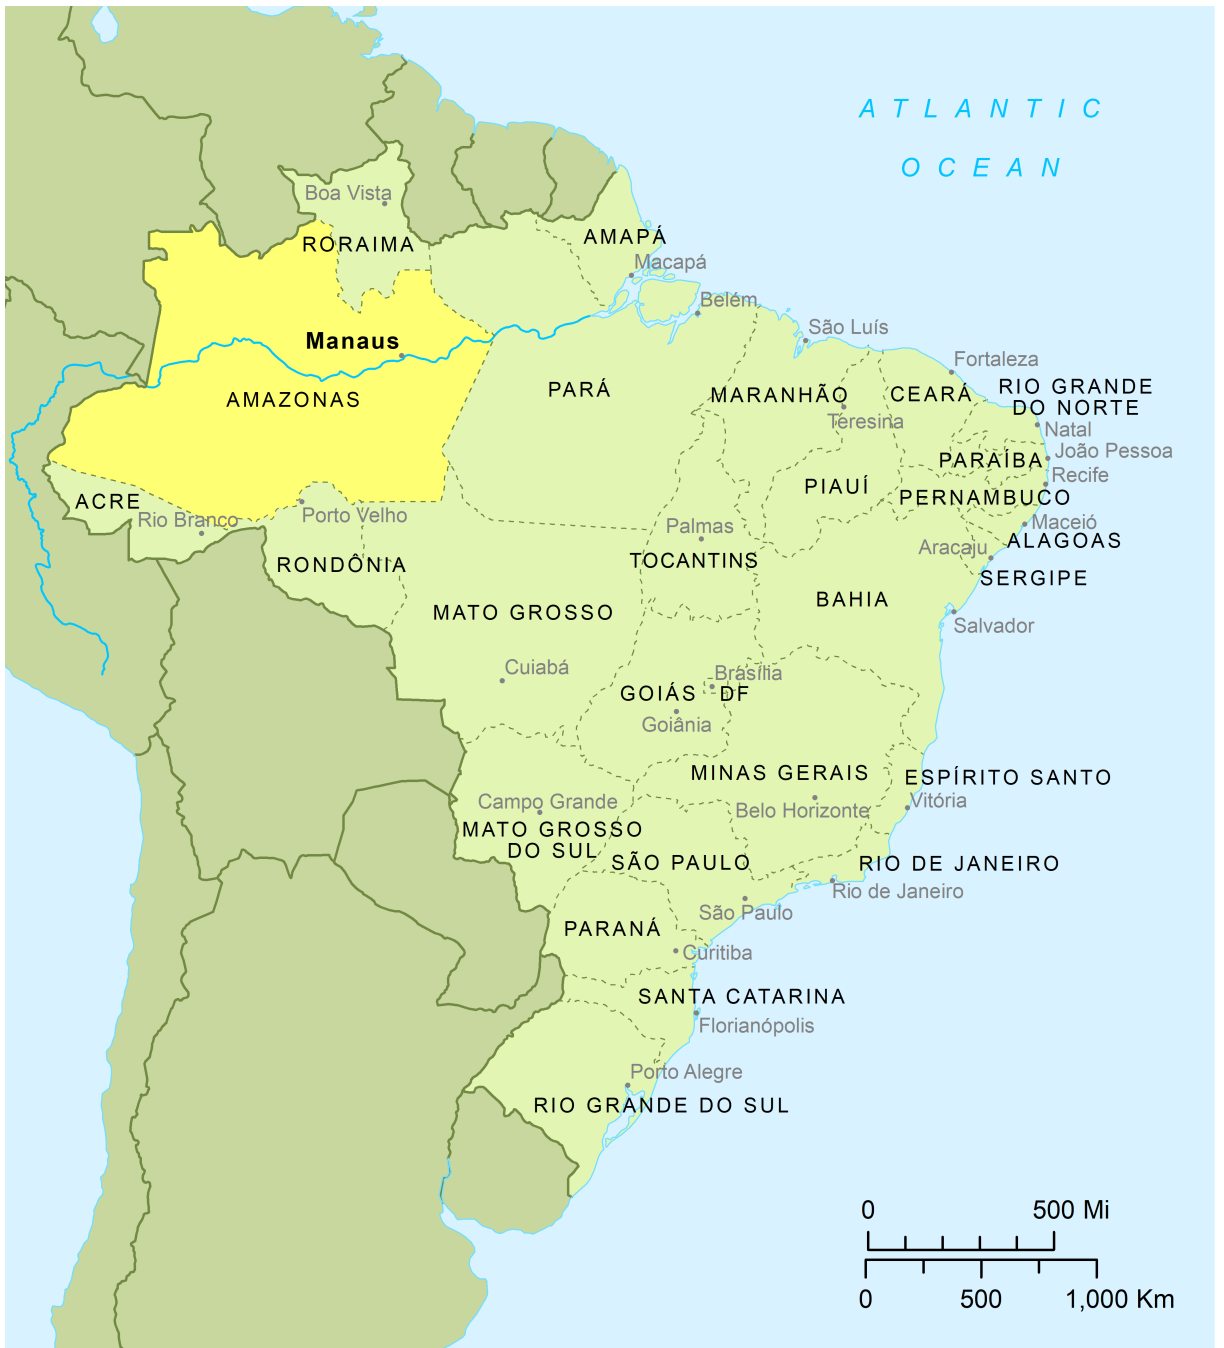 ATLANTIC
OCEAN
Boa Vista
RORAIMA
AMAPÁ
Macapá
Belém
São Luís
Manaus
Fortaleza
AMAZONAS
PARÁ
MARANHÃO
CEARÁ
RIO GRANDE
DO NORTE
Teresina
Natal
João Pessoa
PARAÍBA
Recife
ACRE
PIAUÍ
PERNAMBUCO
Rio Branco
Porto Velho
Palmas
Maceió
ALAGOAS
Aracaju
RONDÔNIA
TOCANTINS
SERGIPE
BAHIA
MATO GROSSO
Salvador
Cuiabá
Brasília
GOIÁS
DF
Goiânia
MINAS GERAIS
ESPÍRITO SANTO
Campo Grande
Belo Horizonte
Vitória
MATO GROSSO
DO SUL
SÃO PAULO
RIO DE JANEIRO
Rio de Janeiro
São Paulo
PARANÁ
Curitiba
SANTA CATARINA
Florianópolis
Porto Alegre
RIO GRANDE DO SUL
0 500 Mi
0 500 1,000 Km